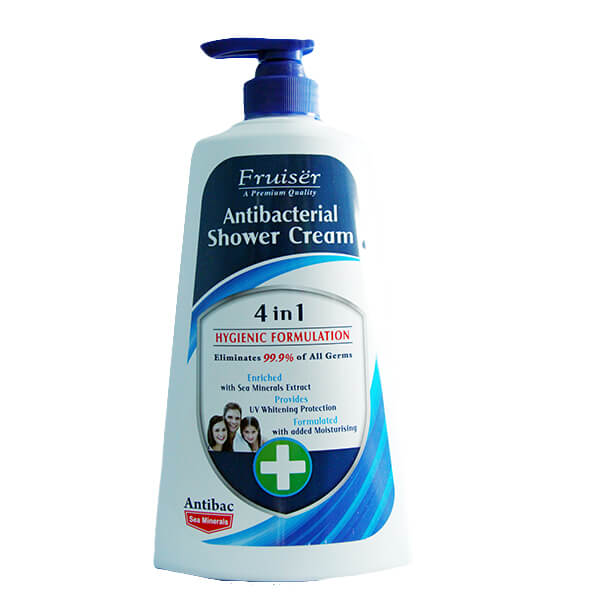 Fruisër
A Premium Quality
Antibacterial
Shower Cream
4 in 1
HYGIENIC FORMULATION
Eliminates 99.9% of All Germs
Enriched
with Sea Minerals Extract
Provides
UV Whitening Protection
Formulated
with added Moisturising
Antibac
Sea Minerals